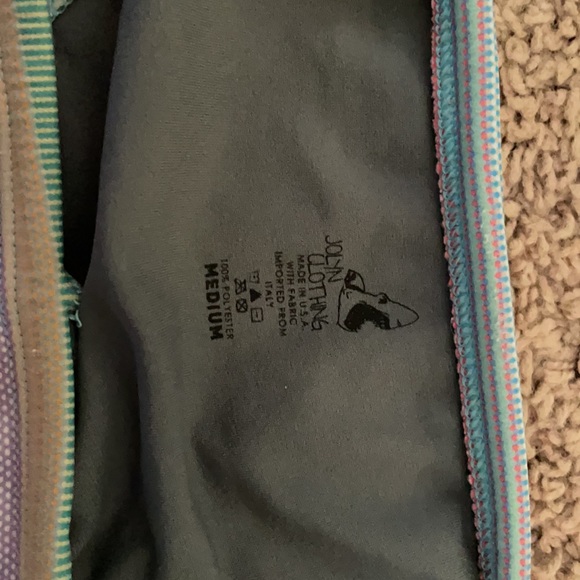 JOLYN
CLOTHING
MADE IN U.S.A.
WITH FABRIC
IMPORTED FROM
ITALY
100% POLYESTER
MEDIUM